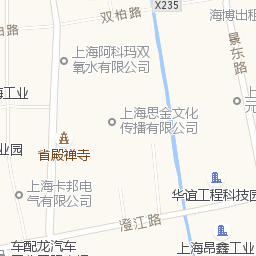 双柏路
X235
海博出租
上海阿科玛双
氧水有限公司
景东路
海工业
上海思金文化
传播有限公司
上
元
省殿禅寺
业园
上海卡邦电
气有限公司
华谊工程科技园
澄江路
车配龙汽车
上海昂鑫工业